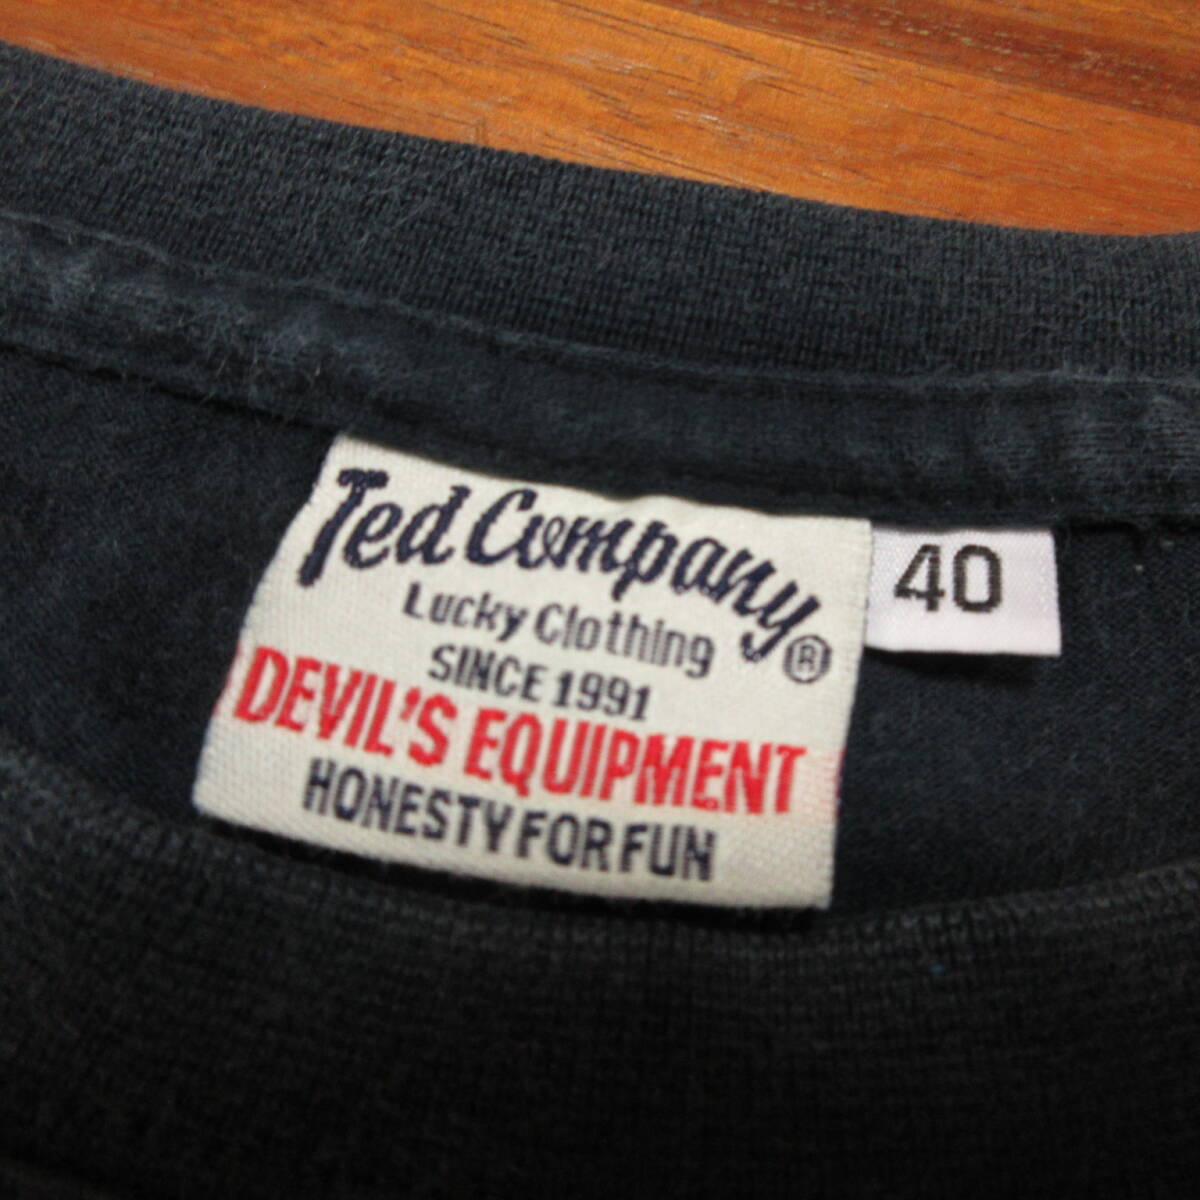 Ted Company®
Lucky Clothing
SINCE 1991
DEVIL'S EQUIPMENT
HONESTY FOR FUN
40